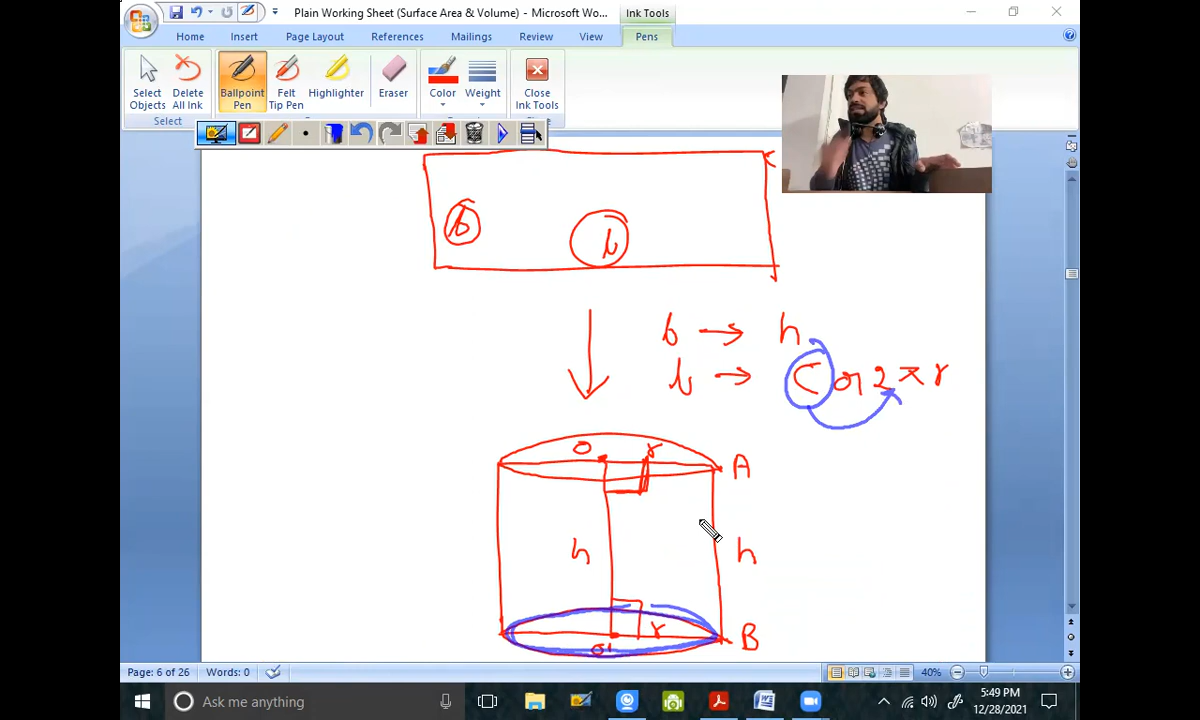 Plain Working Sheet (Surface Area & Volume) - Microsoft Wo...
Ink Tools
Home
Insert
Page Layout
References
Mailings
Review
View
Pens
Select Objects
Delete All Ink
Ballpoint Pen
Felt Tip Pen
Highlighter
Eraser
Color
Weight
Close Ink Tools
Select
Close
b
l
b → h
l → C or 2πr
O
r
A
h
h
r
O'
B
Page: 6 of 26
Words: 0
40%
Ask me anything
5:49 PM
12/28/2021